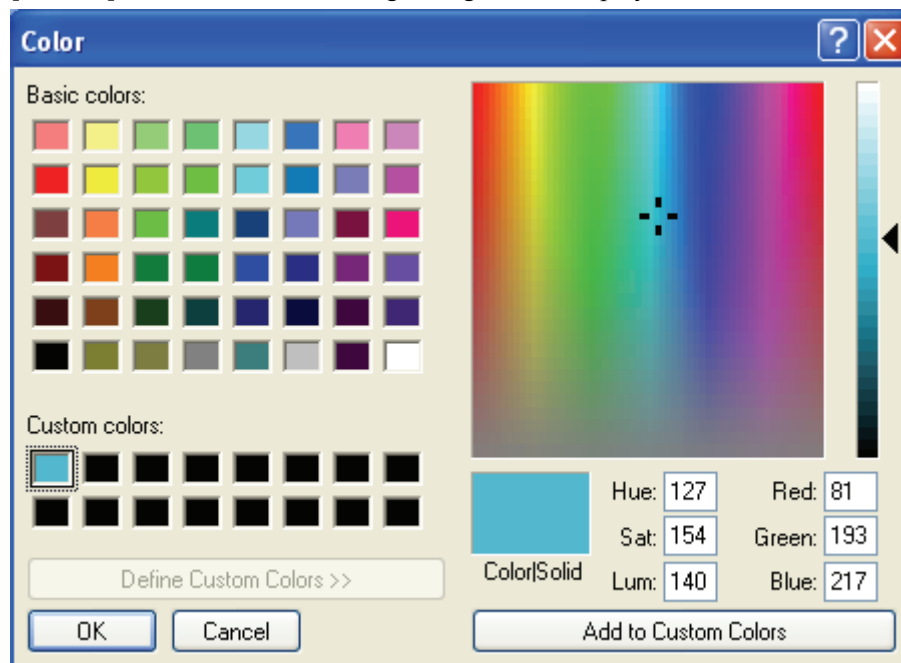 Color
Basic colors:
Custom colors:
Define Custom Colors >>
OK Cancel
Color|Solid
Hue: 127 Red: 81
Sat: 154 Green: 193
Lum: 140 Blue: 217
Add to Custom Colors